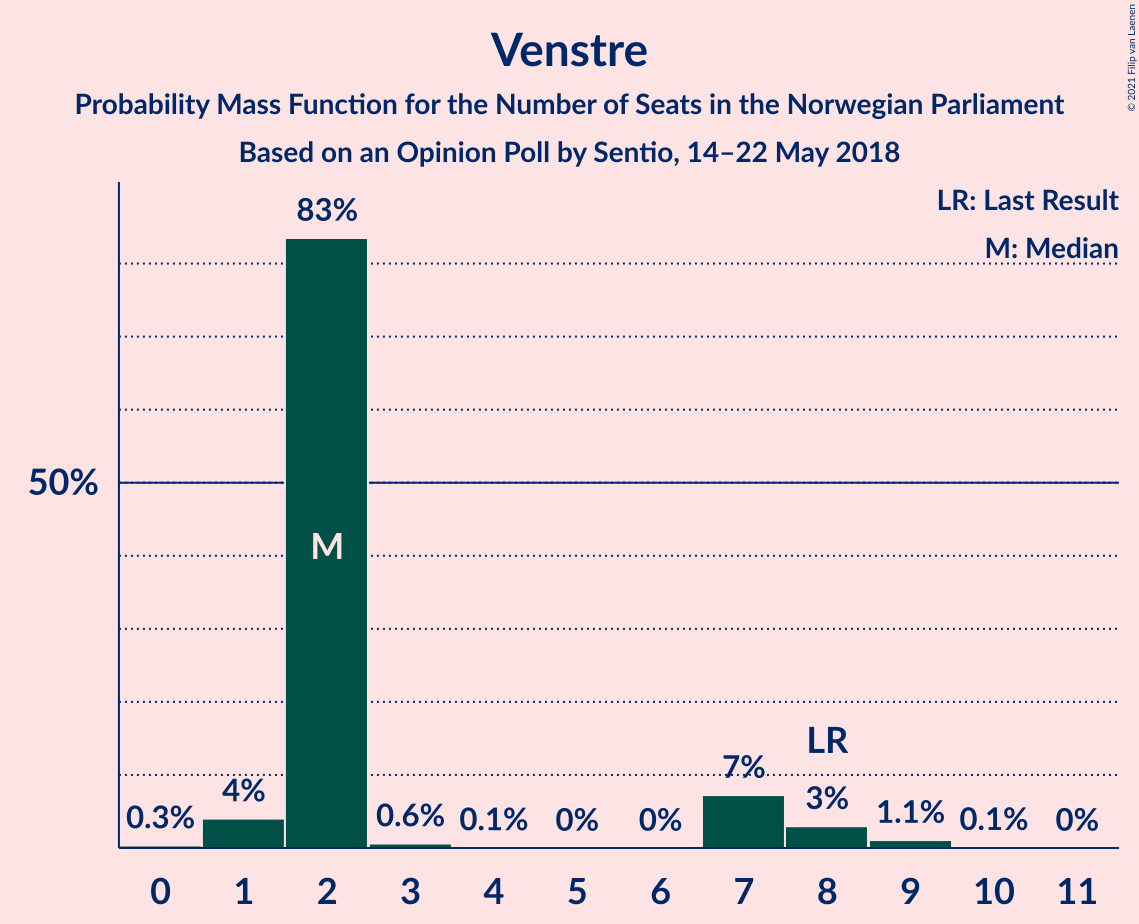 Venstre
Probability Mass Function for the Number of Seats in the Norwegian Parliament
Based on an Opinion Poll by Sentio, 14–22 May 2018
© 2021 Filip van Laenen
LR: Last Result
M: Median
83%
50%
M
LR
0.3%
4%
0.6%
0.1%
0%
0%
7%
3%
1.1%
0.1%
0%
0 1 2 3 4 5 6 7 8 9 10 11